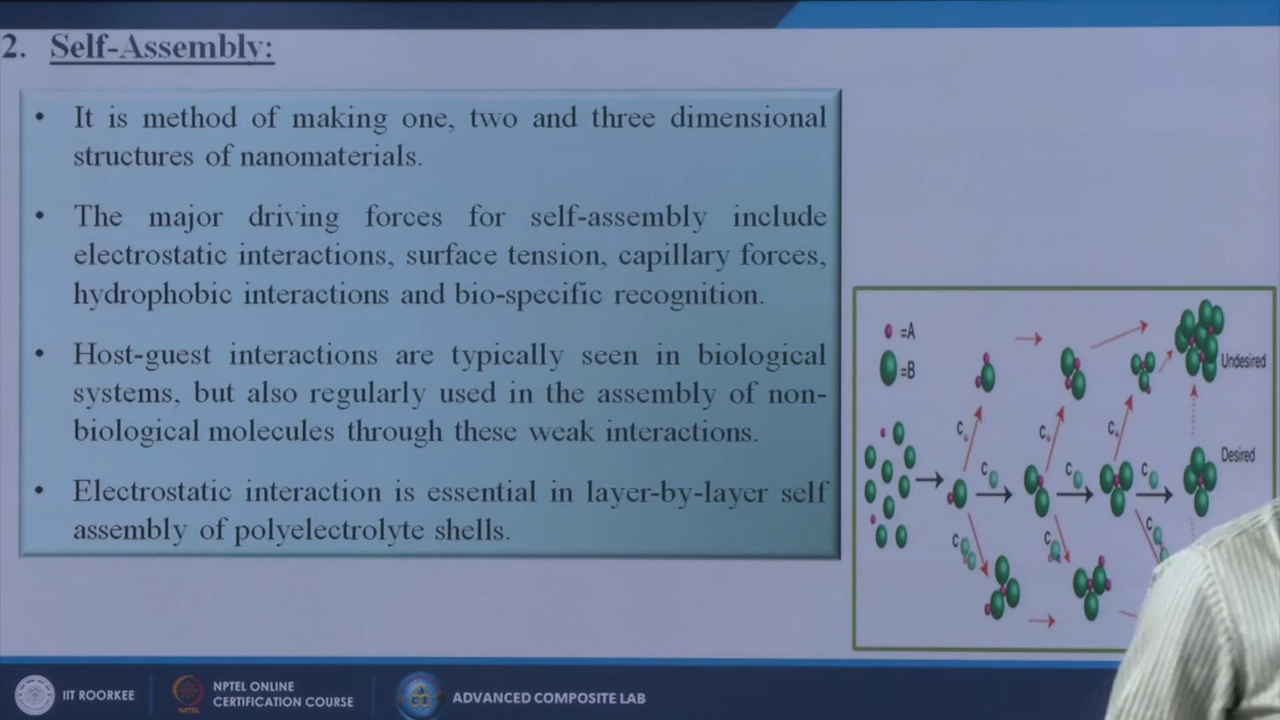 2. Self-Assembly:
• It is method of making one, two and three dimensional
structures of nanomaterials.
• The major driving forces for self-assembly include
electrostatic interactions, surface tension, capillary forces,
hydrophobic interactions and bio-specific recognition.
• Host-guest interactions are typically seen in biological
systems, but also regularly used in the assembly of non-
biological molecules through these weak interactions.
• Electrostatic interaction is essential in layer-by-layer self
assembly of polyelectrolyte shells.
=A
=B
Undesired
Desired
C
C
C
C
C
C
C
C
C
IIT ROORKEE
NPTEL
NPTEL ONLINE
CERTIFICATION COURSE
ADVANCED COMPOSITE LAB